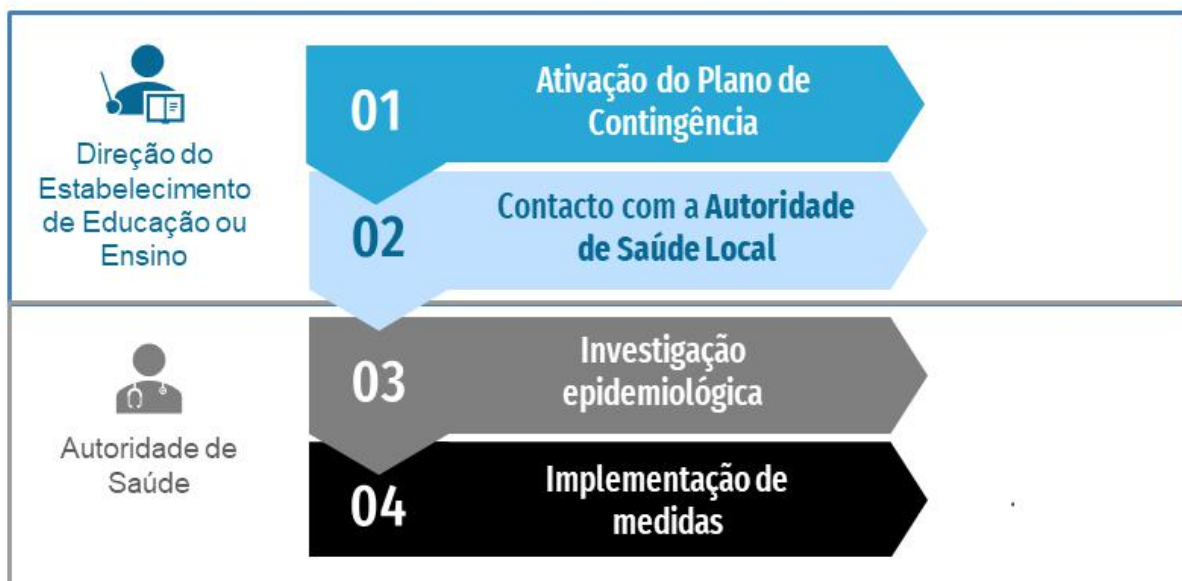 Direção do
Estabelecimento
de Educação ou
Ensino
01
Ativação do Plano de
Contingência
02
Contacto com a Autoridade
de Saúde Local
Autoridade de
Saúde
03
Investigação
epidemiológica
04
Implementação de
medidas